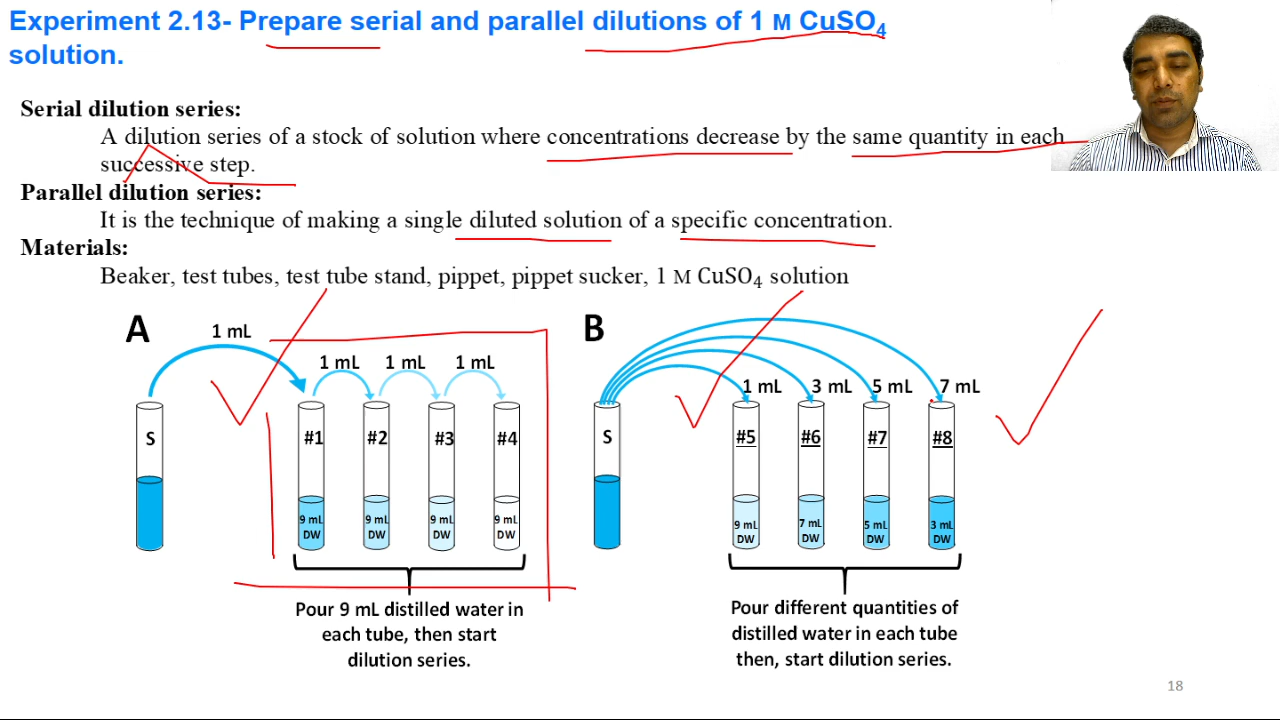 Experiment 2.13- Prepare serial and parallel dilutions of 1 M CuSO₄
solution.
Serial dilution series:
A dilution series of a stock of solution where concentrations decrease by the same quantity in each
successive step.
Parallel dilution series:
It is the technique of making a single diluted solution of a specific concentration.
Materials:
Beaker, test tubes, test tube stand, pippet, pippet sucker, 1 M CuSO₄ solution
A
1 mL
1 mL 1 mL 1 mL
S #1 #2 #3 #4
9 mL 9 mL 9 mL 9 mL
DW DW DW DW
Pour 9 mL distilled water in
each tube, then start
dilution series.
B
1 mL 3 mL 5 mL 7 mL
S #5 #6 #7 #8
9 mL 7 mL 5 mL 3 mL
DW DW DW DW
Pour different quantities of
distilled water in each tube
then, start dilution series.
18